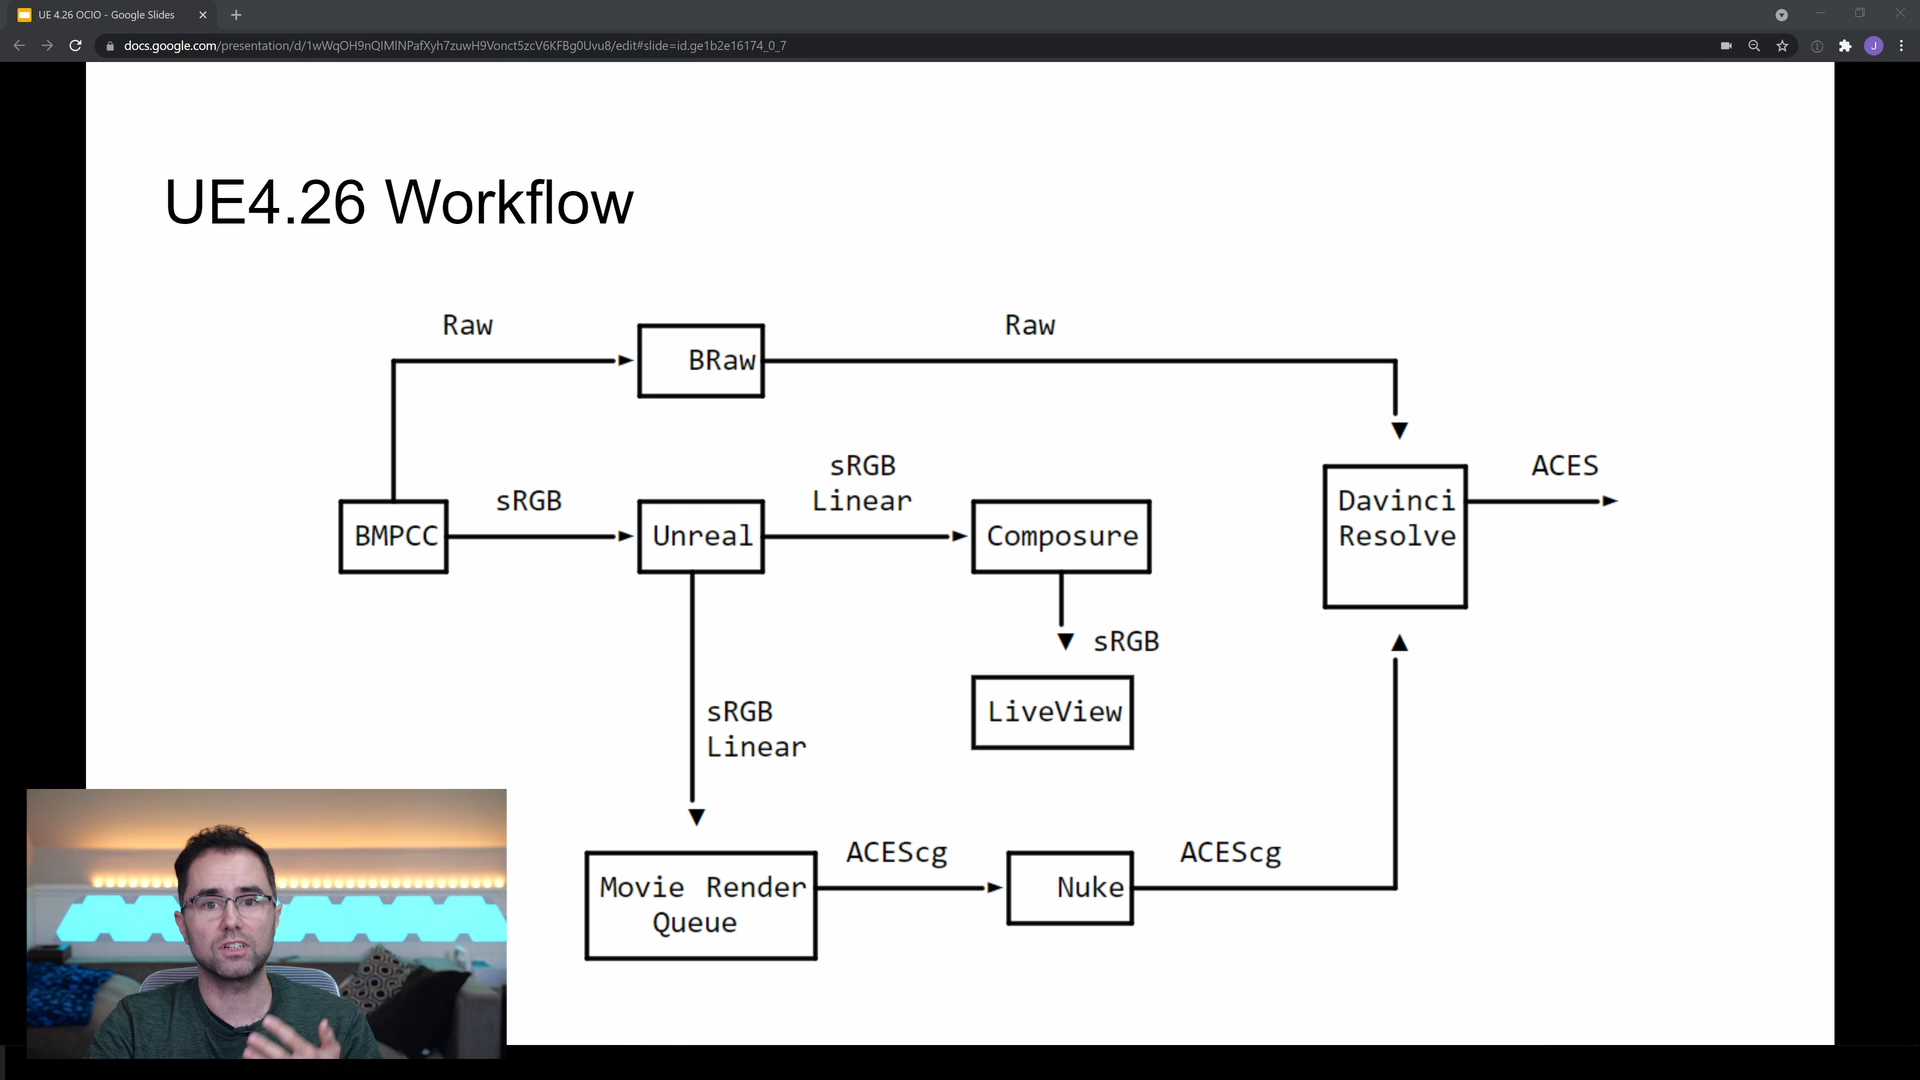 UE 4.26 OCIO - Google Slides
docs.google.com/presentation/d/1wWqOH9nQIMlNPafXyh7zuwH9Vonct5zcV6KFBg0Uvu8/edit#slide=id.ge1b2e16174_0_7
J
UE4.26 Workflow
Raw
Raw
BRaw
sRGB
Linear
ACES
sRGB
BMPCC
Unreal
Composure
Davinci
Resolve
sRGB
LiveView
sRGB
Linear
ACEScg
ACEScg
Movie Render
Queue
Nuke